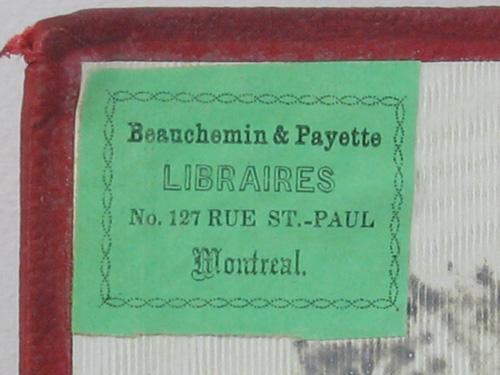 Beauchemin & Payette
LIBRAIRES
No. 127 RUE ST.-PAUL
Montreal.